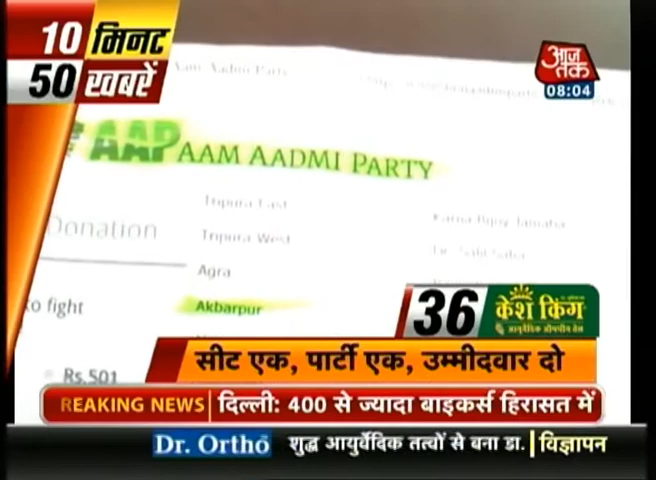 10 मिनट
50 खबरें
आज तक
08:04
Aam Aadmi Party
AAP AAM AADMI PARTY
Tripura East
Donation
Tripura West
Agra
to fight
Akbarpur
Rs.501
36
केश किंग
सीट एक, पार्टी एक, उम्मीदवार दो
REAKING NEWS दिल्ली: 400 से ज्यादा बाइकर्स हिरासत में
Dr. Ortho शुद्ध आयुर्वेदिक तत्वों से बना डा. विज्ञापन